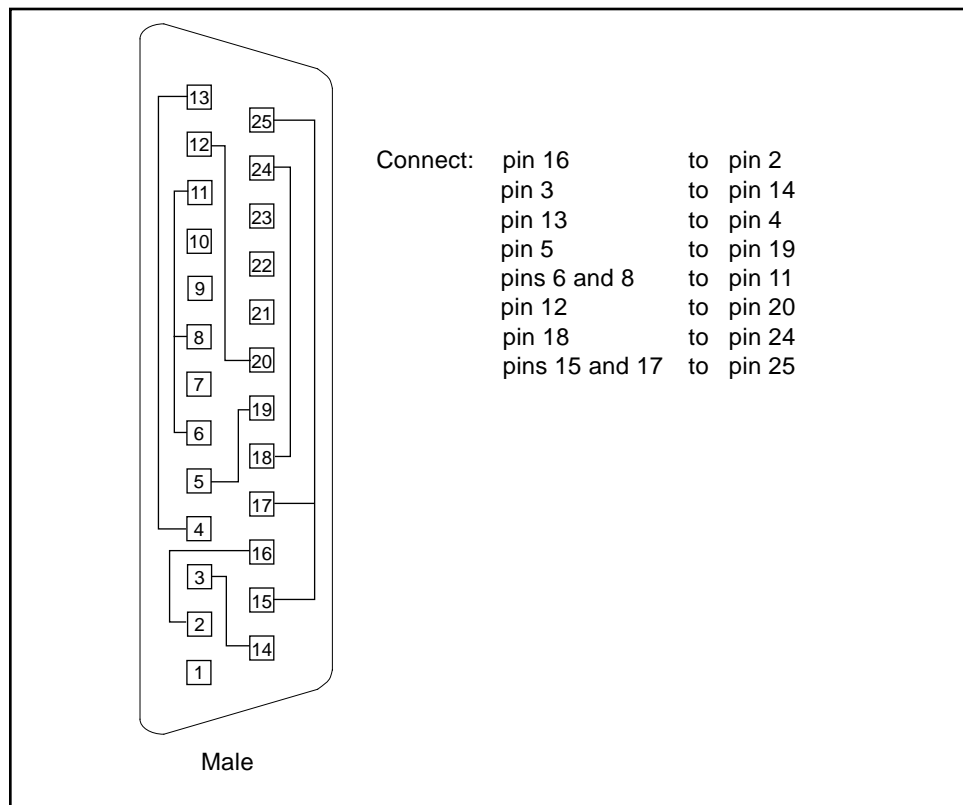 13
25
12
24
11
23
10
22
9
21
8
20
7
19
6
18
5
17
4
16
3
15
2
14
1
Male
Connect: pin 16 to pin 2
pin 3 to pin 14
pin 13 to pin 4
pin 5 to pin 19
pins 6 and 8 to pin 11
pin 12 to pin 20
pin 18 to pin 24
pins 15 and 17 to pin 25